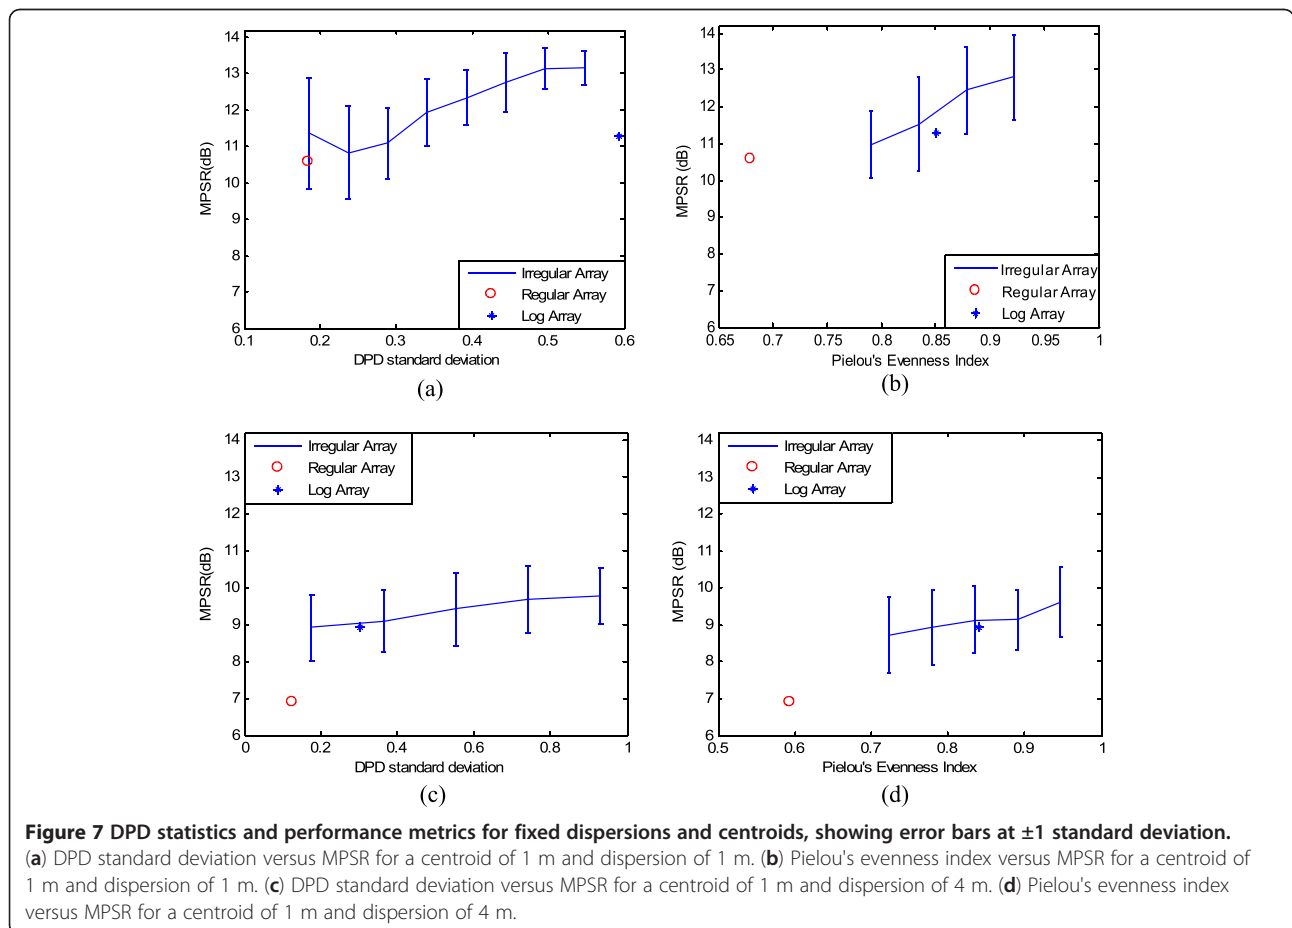 14
13
12
11
10
9
8
7
6
MPSR(dB)
Irregular Array
Regular Array
Log Array
0.1 0.2 0.3 0.4 0.5 0.6
DPD standard deviation
(a)
14
13
12
11
10
9
8
7
6
MPSR (dB)
Irregular Array
Regular Array
Log Array
0.65 0.7 0.75 0.8 0.85 0.9 0.95 1
Pielou's Evenness Index
(b)
14
13
12
11
10
9
8
7
6
MPSR(dB)
Irregular Array
Regular Array
Log Array
0 0.2 0.4 0.6 0.8 1
DPD standard deviation
(c)
14
13
12
11
10
9
8
7
6
MPSR (dB)
Irregular Array
Regular Array
Log Array
0.5 0.6 0.7 0.8 0.9 1
Pielou's Evenness Index
(d)
Figure 7 DPD statistics and performance metrics for fixed dispersions and centroids, showing error bars at ±1 standard deviation.
(a) DPD standard deviation versus MPSR for a centroid of 1 m and dispersion of 1 m. (b) Pielou's evenness index versus MPSR for a centroid of
1 m and dispersion of 1 m. (c) DPD standard deviation versus MPSR for a centroid of 1 m and dispersion of 4 m. (d) Pielou's evenness index
versus MPSR for a centroid of 1 m and dispersion of 4 m.